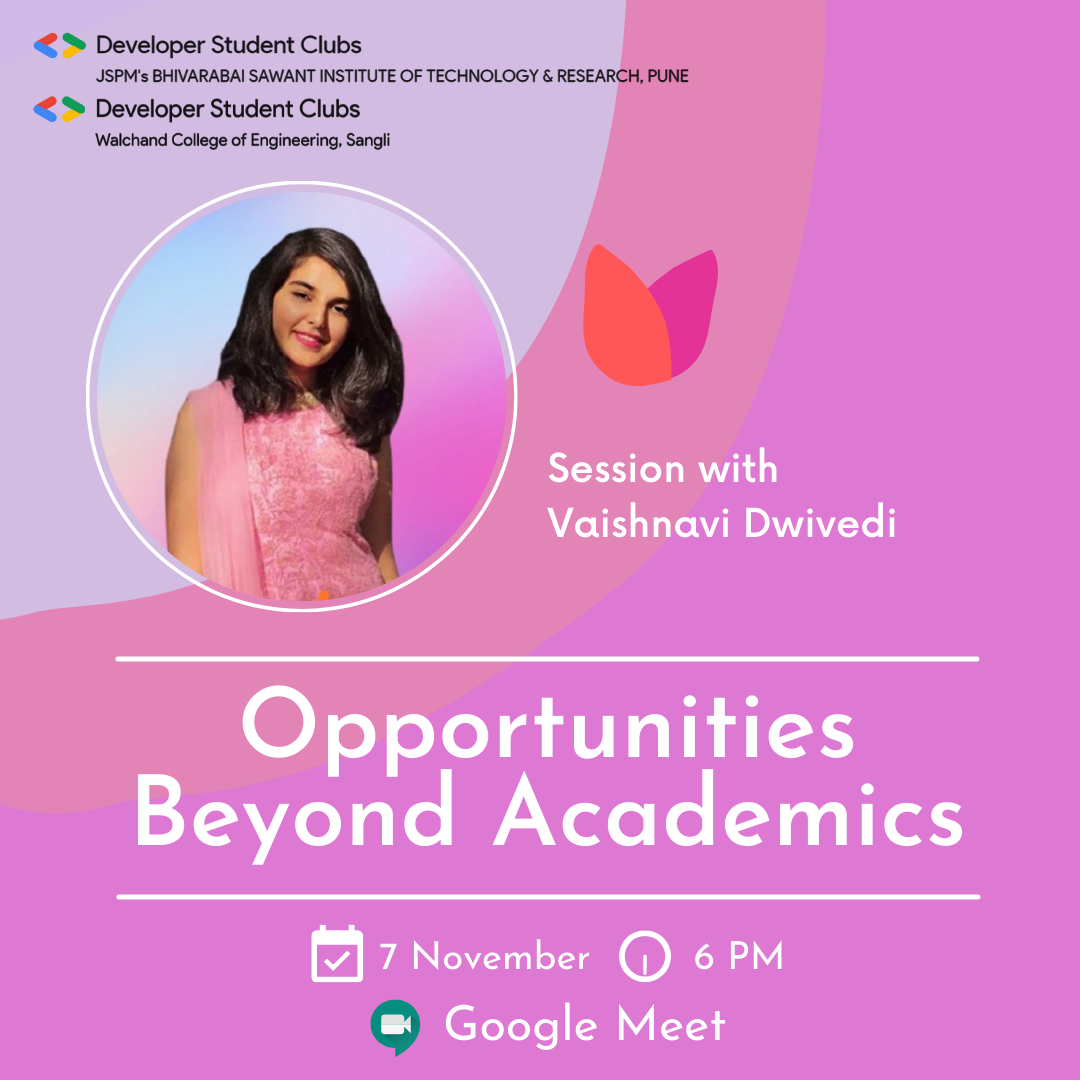 Developer Student Clubs
JSPM's BHIVARABAI SAWANT INSTITUTE OF TECHNOLOGY & RESEARCH, PUNE
Developer Student Clubs
Walchand College of Engineering, Sangli
Session with
Vaishnavi Dwivedi
Opportunities
Beyond Academics
7 November 6 PM
Google Meet